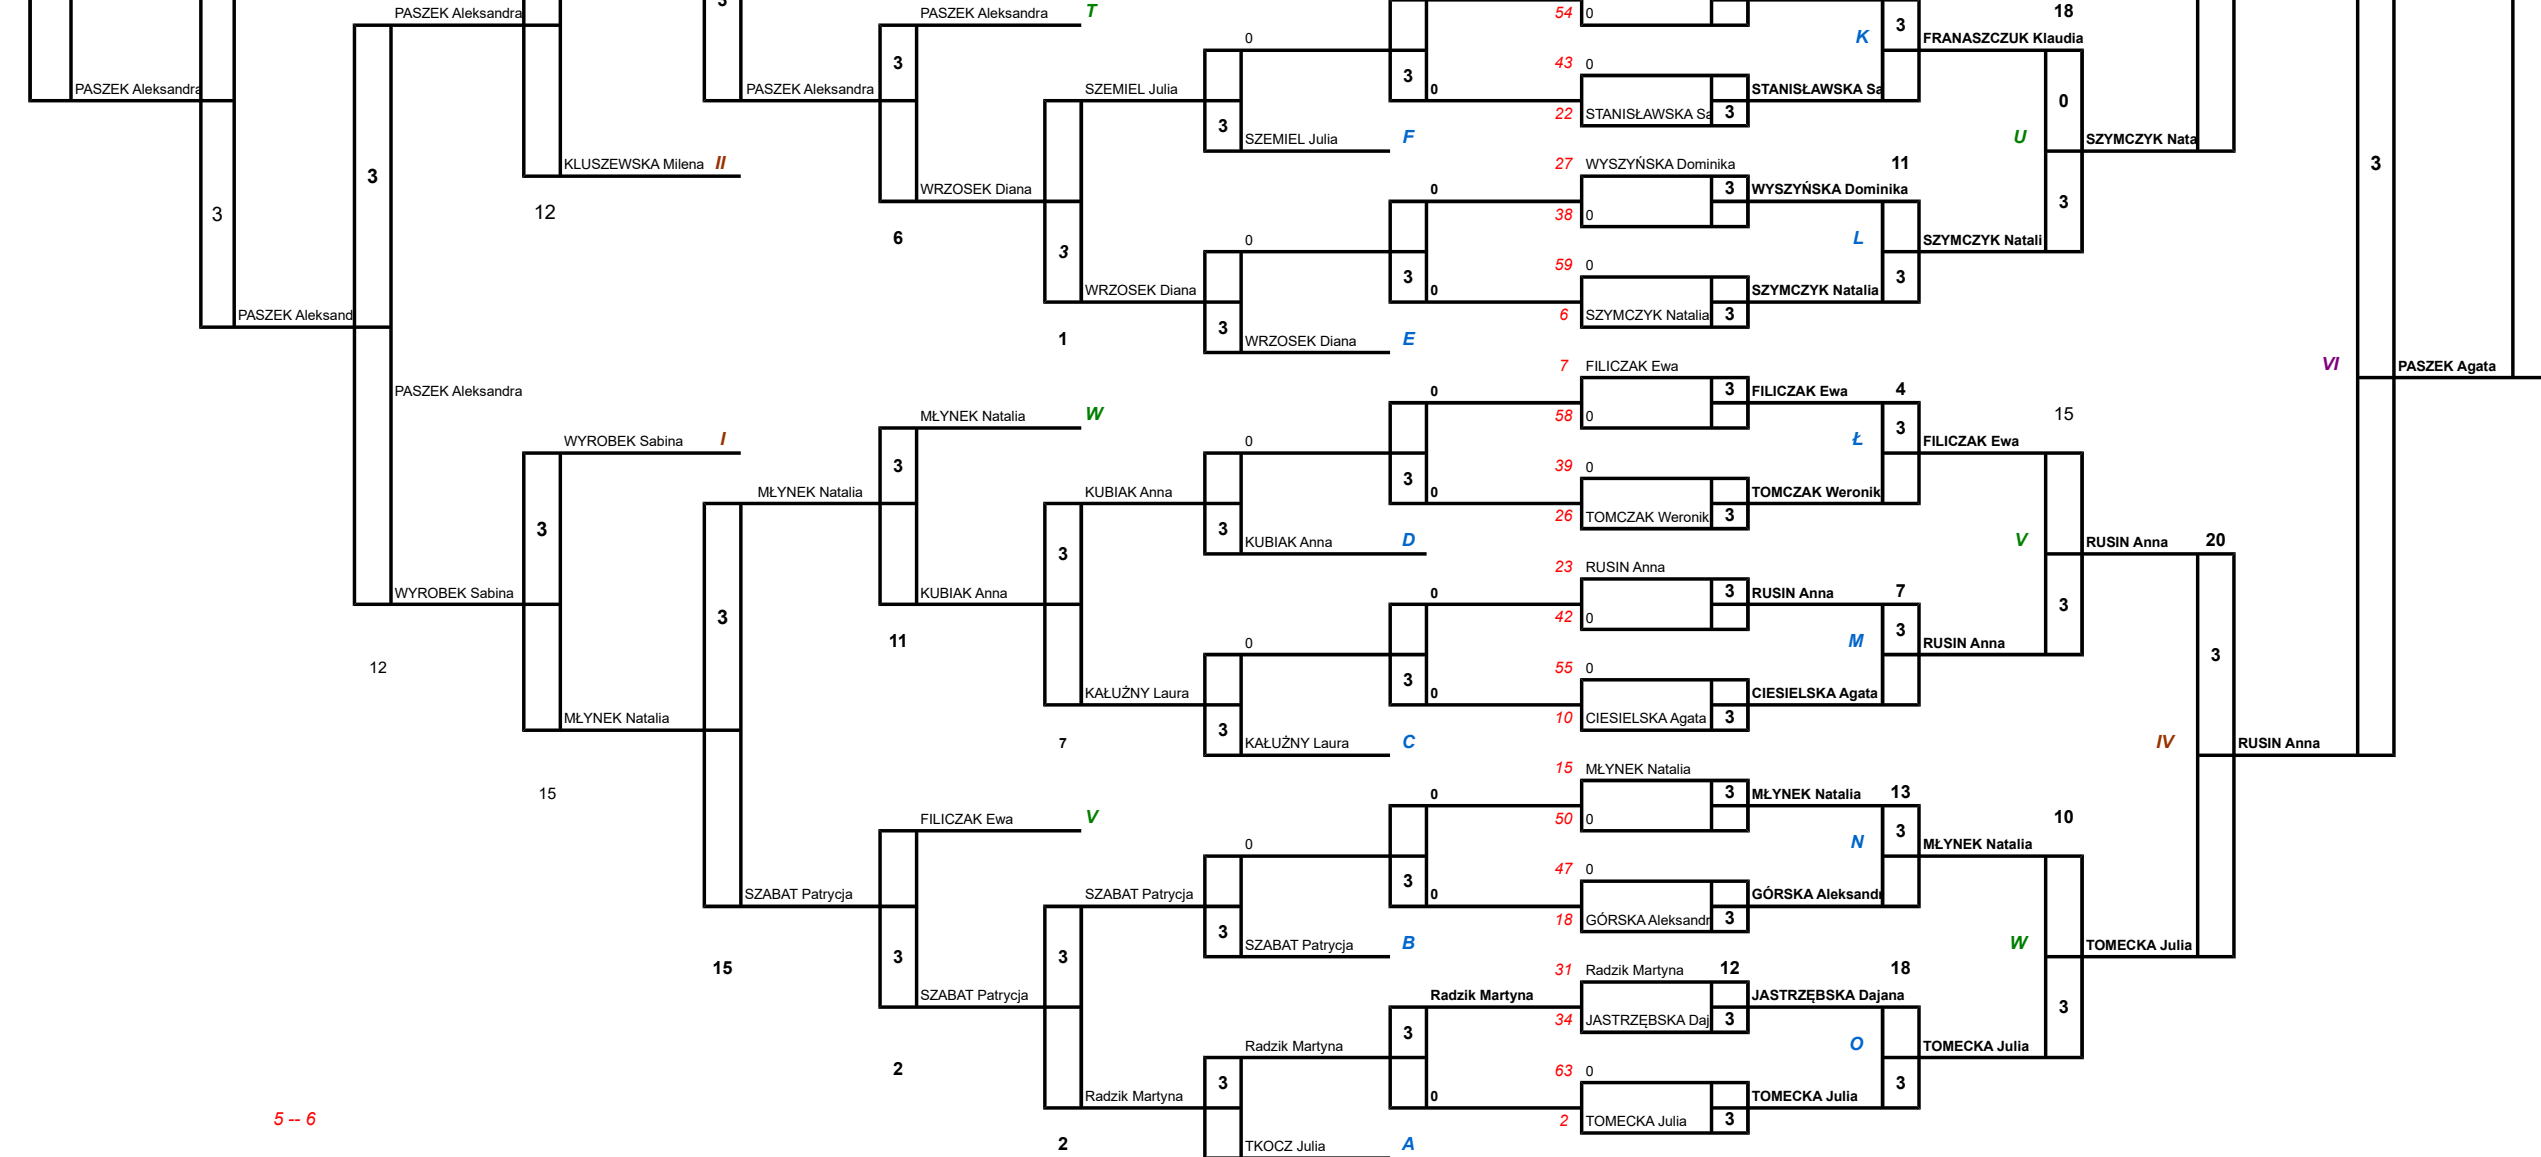 PASZEK Aleksandra
3
PASZEK Aleksandra T
54 0
3
18
0
K
FRANASZCZUK Klaudia
3
43 0
3
PASZEK Aleksandra
PASZEK Aleksandra
SZEMIEL Julia
0
STANISŁAWSKA Sa
0
22 STANISŁAWSKA Sa 3
3
SZEMIEL Julia F
U
SZYMCZYK Nata
KLUSZEWSKA Milena II
27 WYSZYŃSKA Dominika
11
3
3
WRZOSEK Diana
0
3 WYSZYŃSKA Dominika
3
3
12
38 0
6
0
L
SZYMCZYK Natali
3
59 0
3
3
WRZOSEK Diana
0
SZYMCZYK Natalia
PASZEK Aleksand
3
6 SZYMCZYK Natalia 3
1
WRZOSEK Diana E
7 FILICZAK Ewa
VI
PASZEK Agata
PASZEK Aleksandra
0
3 FILICZAK Ewa
4
MŁYNEK Natalia W
58 0
3
15
WYROBEK Sabina I
0
Ł
FILICZAK Ewa
3
39 0
MŁYNEK Natalia
KUBIAK Anna
3
0
TOMCZAK Weronik
3
3
26 TOMCZAK Weronik 3
3
KUBIAK Anna D
V
RUSIN Anna
20
23 RUSIN Anna
WYROBEK Sabina
KUBIAK Anna
0
3 RUSIN Anna
7
3
3
42 0
3
11
0
M
RUSIN Anna
3
12
55 0
3
KAŁUŻNY Laura
0
CIESIELSKA Agata
MŁYNEK Natalia
3
10 CIESIELSKA Agata 3
7
KAŁUŻNY Laura C
IV
RUSIN Anna
15 MŁYNEK Natalia
15
0
3 MŁYNEK Natalia
13
FILICZAK Ewa V
50 0
3
10
0
N
MŁYNEK Natalia
47 0
3
SZABAT Patrycja
SZABAT Patrycja
0
GÓRSKA Aleksandr
3
18 GÓRSKA Aleksandr 3
SZABAT Patrycja B
W
TOMECKA Julia
3
3
15
31 Radzik Martyna
12
18
SZABAT Patrycja
Radzik Martyna
JASTRZĘBSKA Dajana
3
34 JASTRZĘBSKA Daj 3
3
Radzik Martyna
O
TOMECKA Julia
2
63 0
3
3
Radzik Martyna
0
TOMECKA Julia
5 -- 6
2 TOMECKA Julia 3
2
TKOCZ Julia A